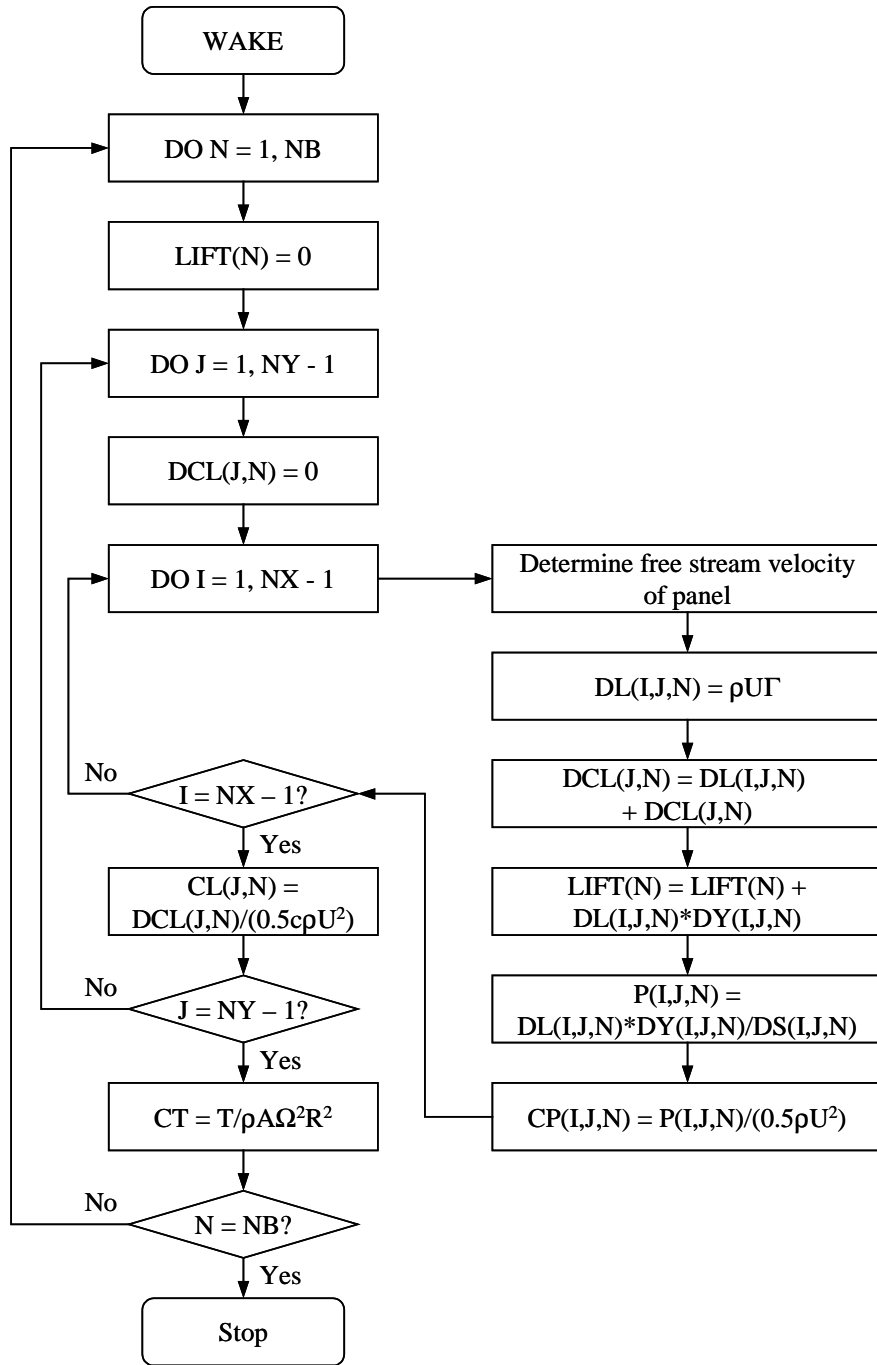 WAKE
DO N = 1, NB
LIFT(N) = 0
DO J = 1, NY - 1
DCL(J,N) = 0
DO I = 1, NX - 1
Determine free stream velocity
of panel
DL(I,J,N) = ρUΓ
DCL(J,N) = DL(I,J,N)
+ DCL(J,N)
LIFT(N) = LIFT(N) +
DL(I,J,N)*DY(I,J,N)
P(I,J,N) =
DL(I,J,N)*DY(I,J,N)/DS(I,J,N)
CP(I,J,N) = P(I,J,N)/(0.5ρU²)
No
I = NX – 1?
Yes
CL(J,N) =
DCL(J,N)/(0.5cρU²)
No
J = NY – 1?
Yes
CT = T/ρAΩ²R²
No
N = NB?
Yes
Stop